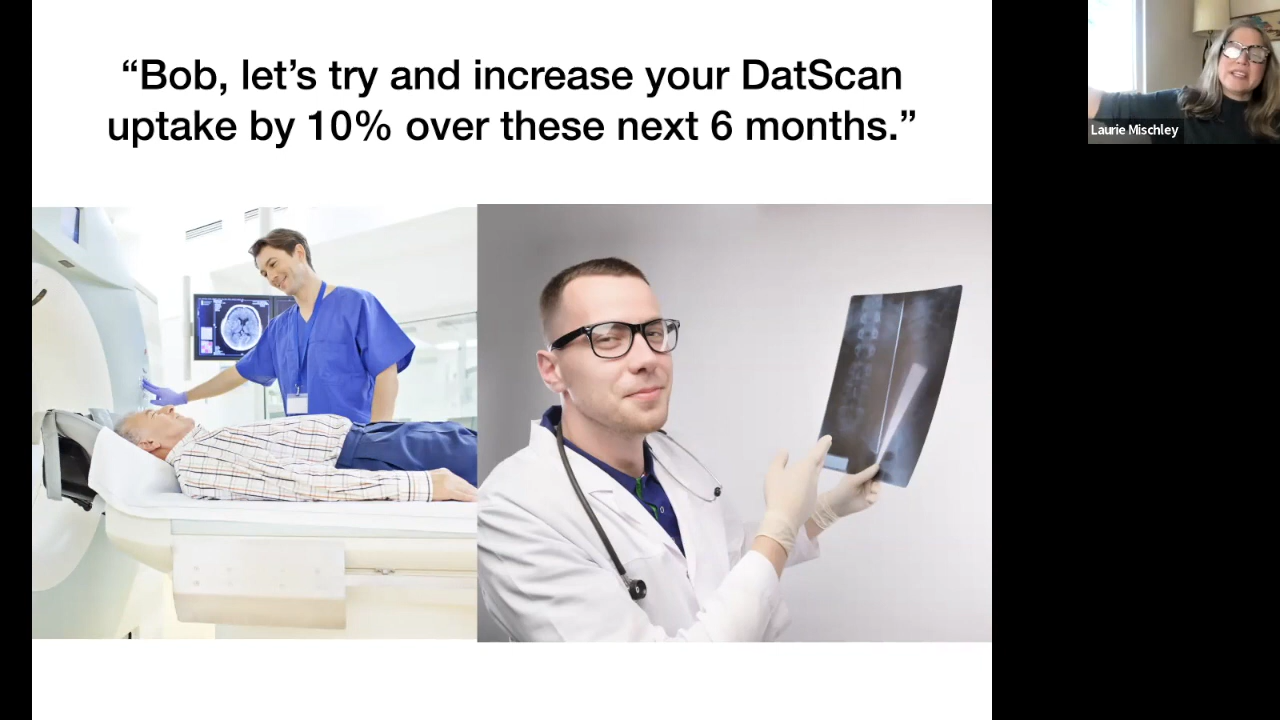 “Bob, let’s try and increase your DatScan
uptake by 10% over these next 6 months.”
Laurie Mischley